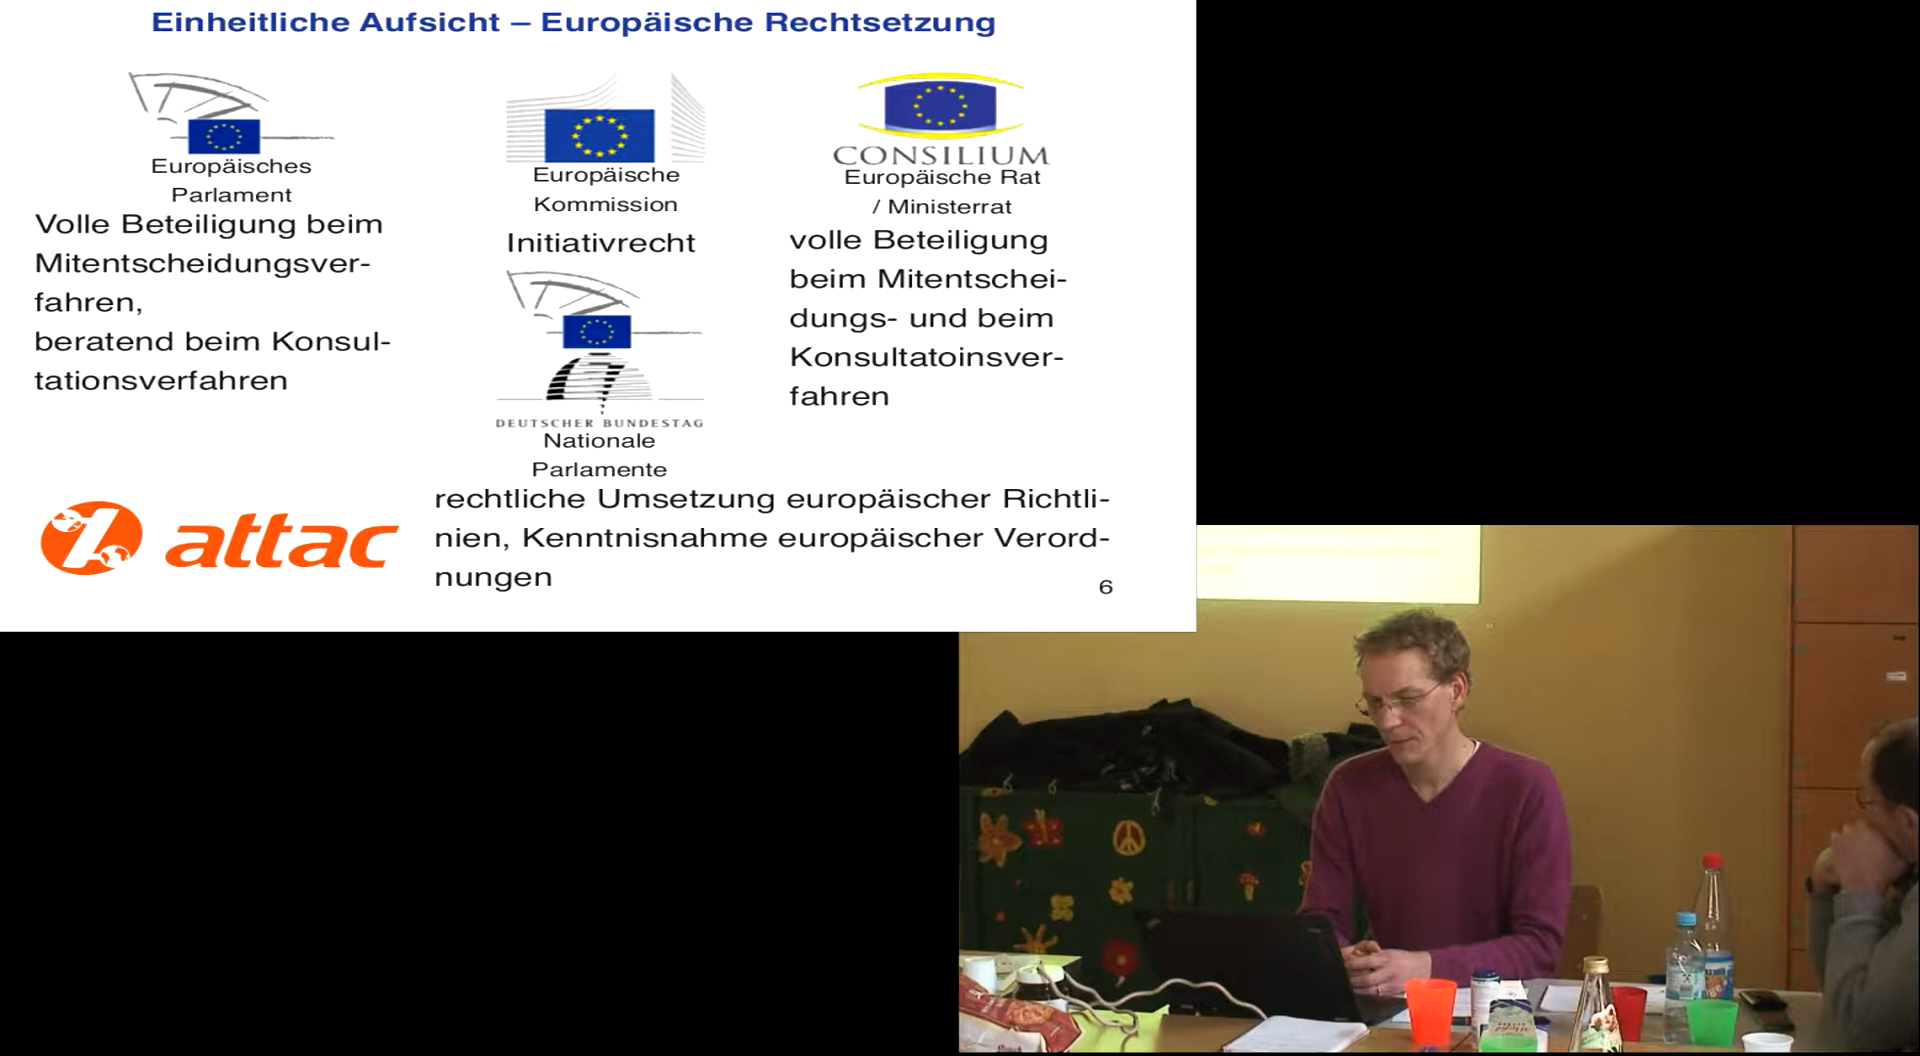 Einheitliche Aufsicht – Europäische Rechtsetzung
Europäisches
Parlament
Volle Beteiligung beim
Mitentscheidungsver-
fahren,
beratend beim Konsul-
tationsverfahren
Europäische
Kommission
Initiativrecht
DEUTSCHER BUNDESTAG
Nationale
Parlamente
CONSILIUM
Europäische Rat
/ Ministerrat
volle Beteiligung
beim Mitentschei-
dungs- und beim
Konsultatoinsver-
fahren
attac
rechtliche Umsetzung europäischer Richtli-
nien, Kenntnisnahme europäischer Verord-
nungen
6